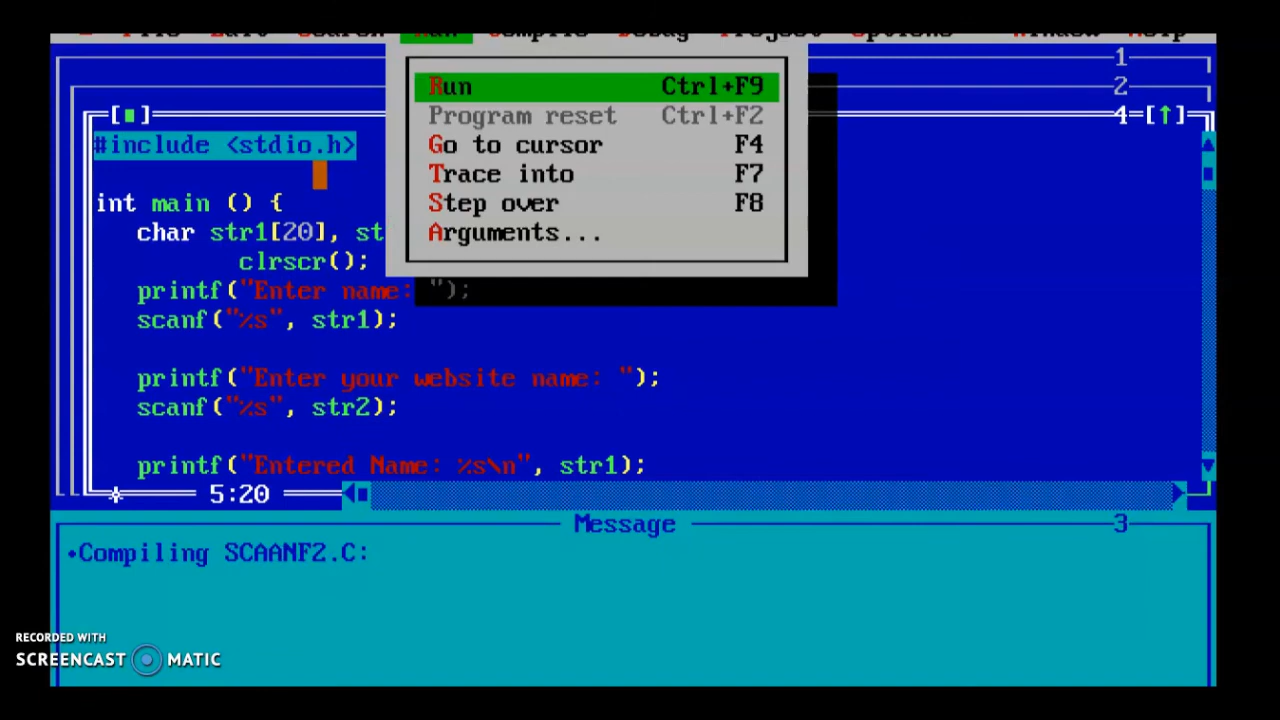 1
Run Ctrl+F9
2
Program reset Ctrl+F2
4
Go to cursor F4
#include <stdio.h>
Trace into F7
Step over F8
int main () {
Arguments...
char str1[20], st
clrscr();
printf("Enter name: ");
scanf("%s", str1);
printf("Enter your website name: ");
scanf("%s", str2);
printf("Entered Name: %s\n", str1);
5:20
Message 3
•Compiling SCAANF2.C:
RECORDED WITH
SCREENCAST MATIC